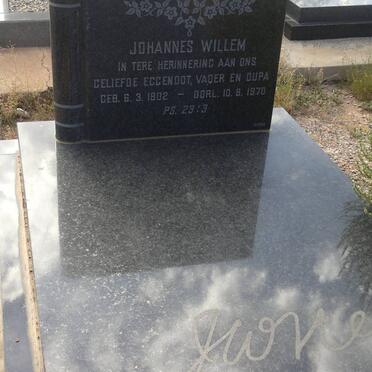 JOHANNES WILLEM
IN TERE HERINNERING AAN ONS
GELIEFDE EGGENOOT, VADER EN OUPA
GEB. 6. 3. 1902 – OORL. 10. 8. 1970
PS. 23:3